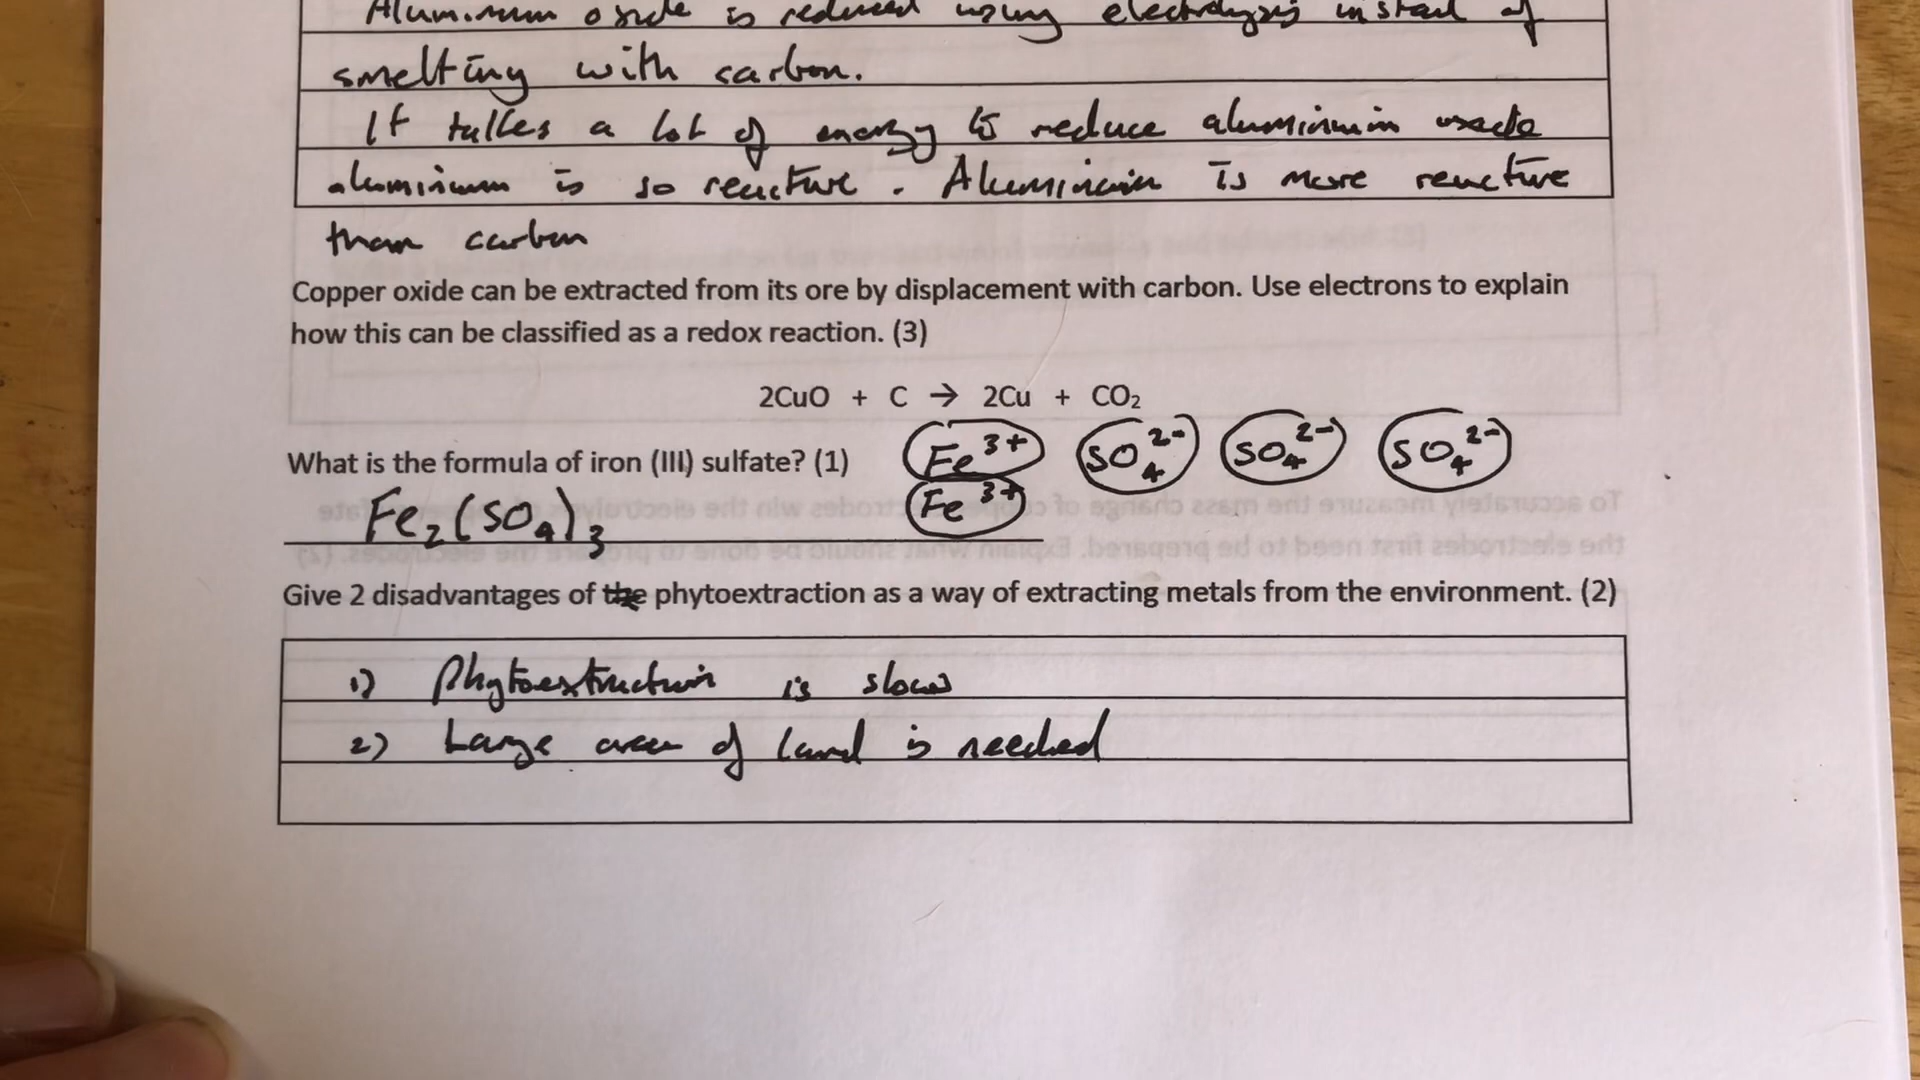 Aluminium oxide is reduced using electrolysis instead of
smelting with carbon.
It takes a lot of energy to reduce aluminium oxide
aluminium is so reactive. Aluminium is more reactive
than carbon
Copper oxide can be extracted from its ore by displacement with carbon. Use electrons to explain
how this can be classified as a redox reaction. (3)
2CuO + C → 2Cu + CO₂
Fe³⁺ SO₄²⁻ SO₄²⁻ SO₄²⁻
What is the formula of iron (III) sulfate? (1)
Fe³⁺
Fe₂(SO₄)₃
Give 2 disadvantages of the phytoextraction as a way of extracting metals from the environment. (2)
1) Phytoextraction is slow
2) Large area of land is needed